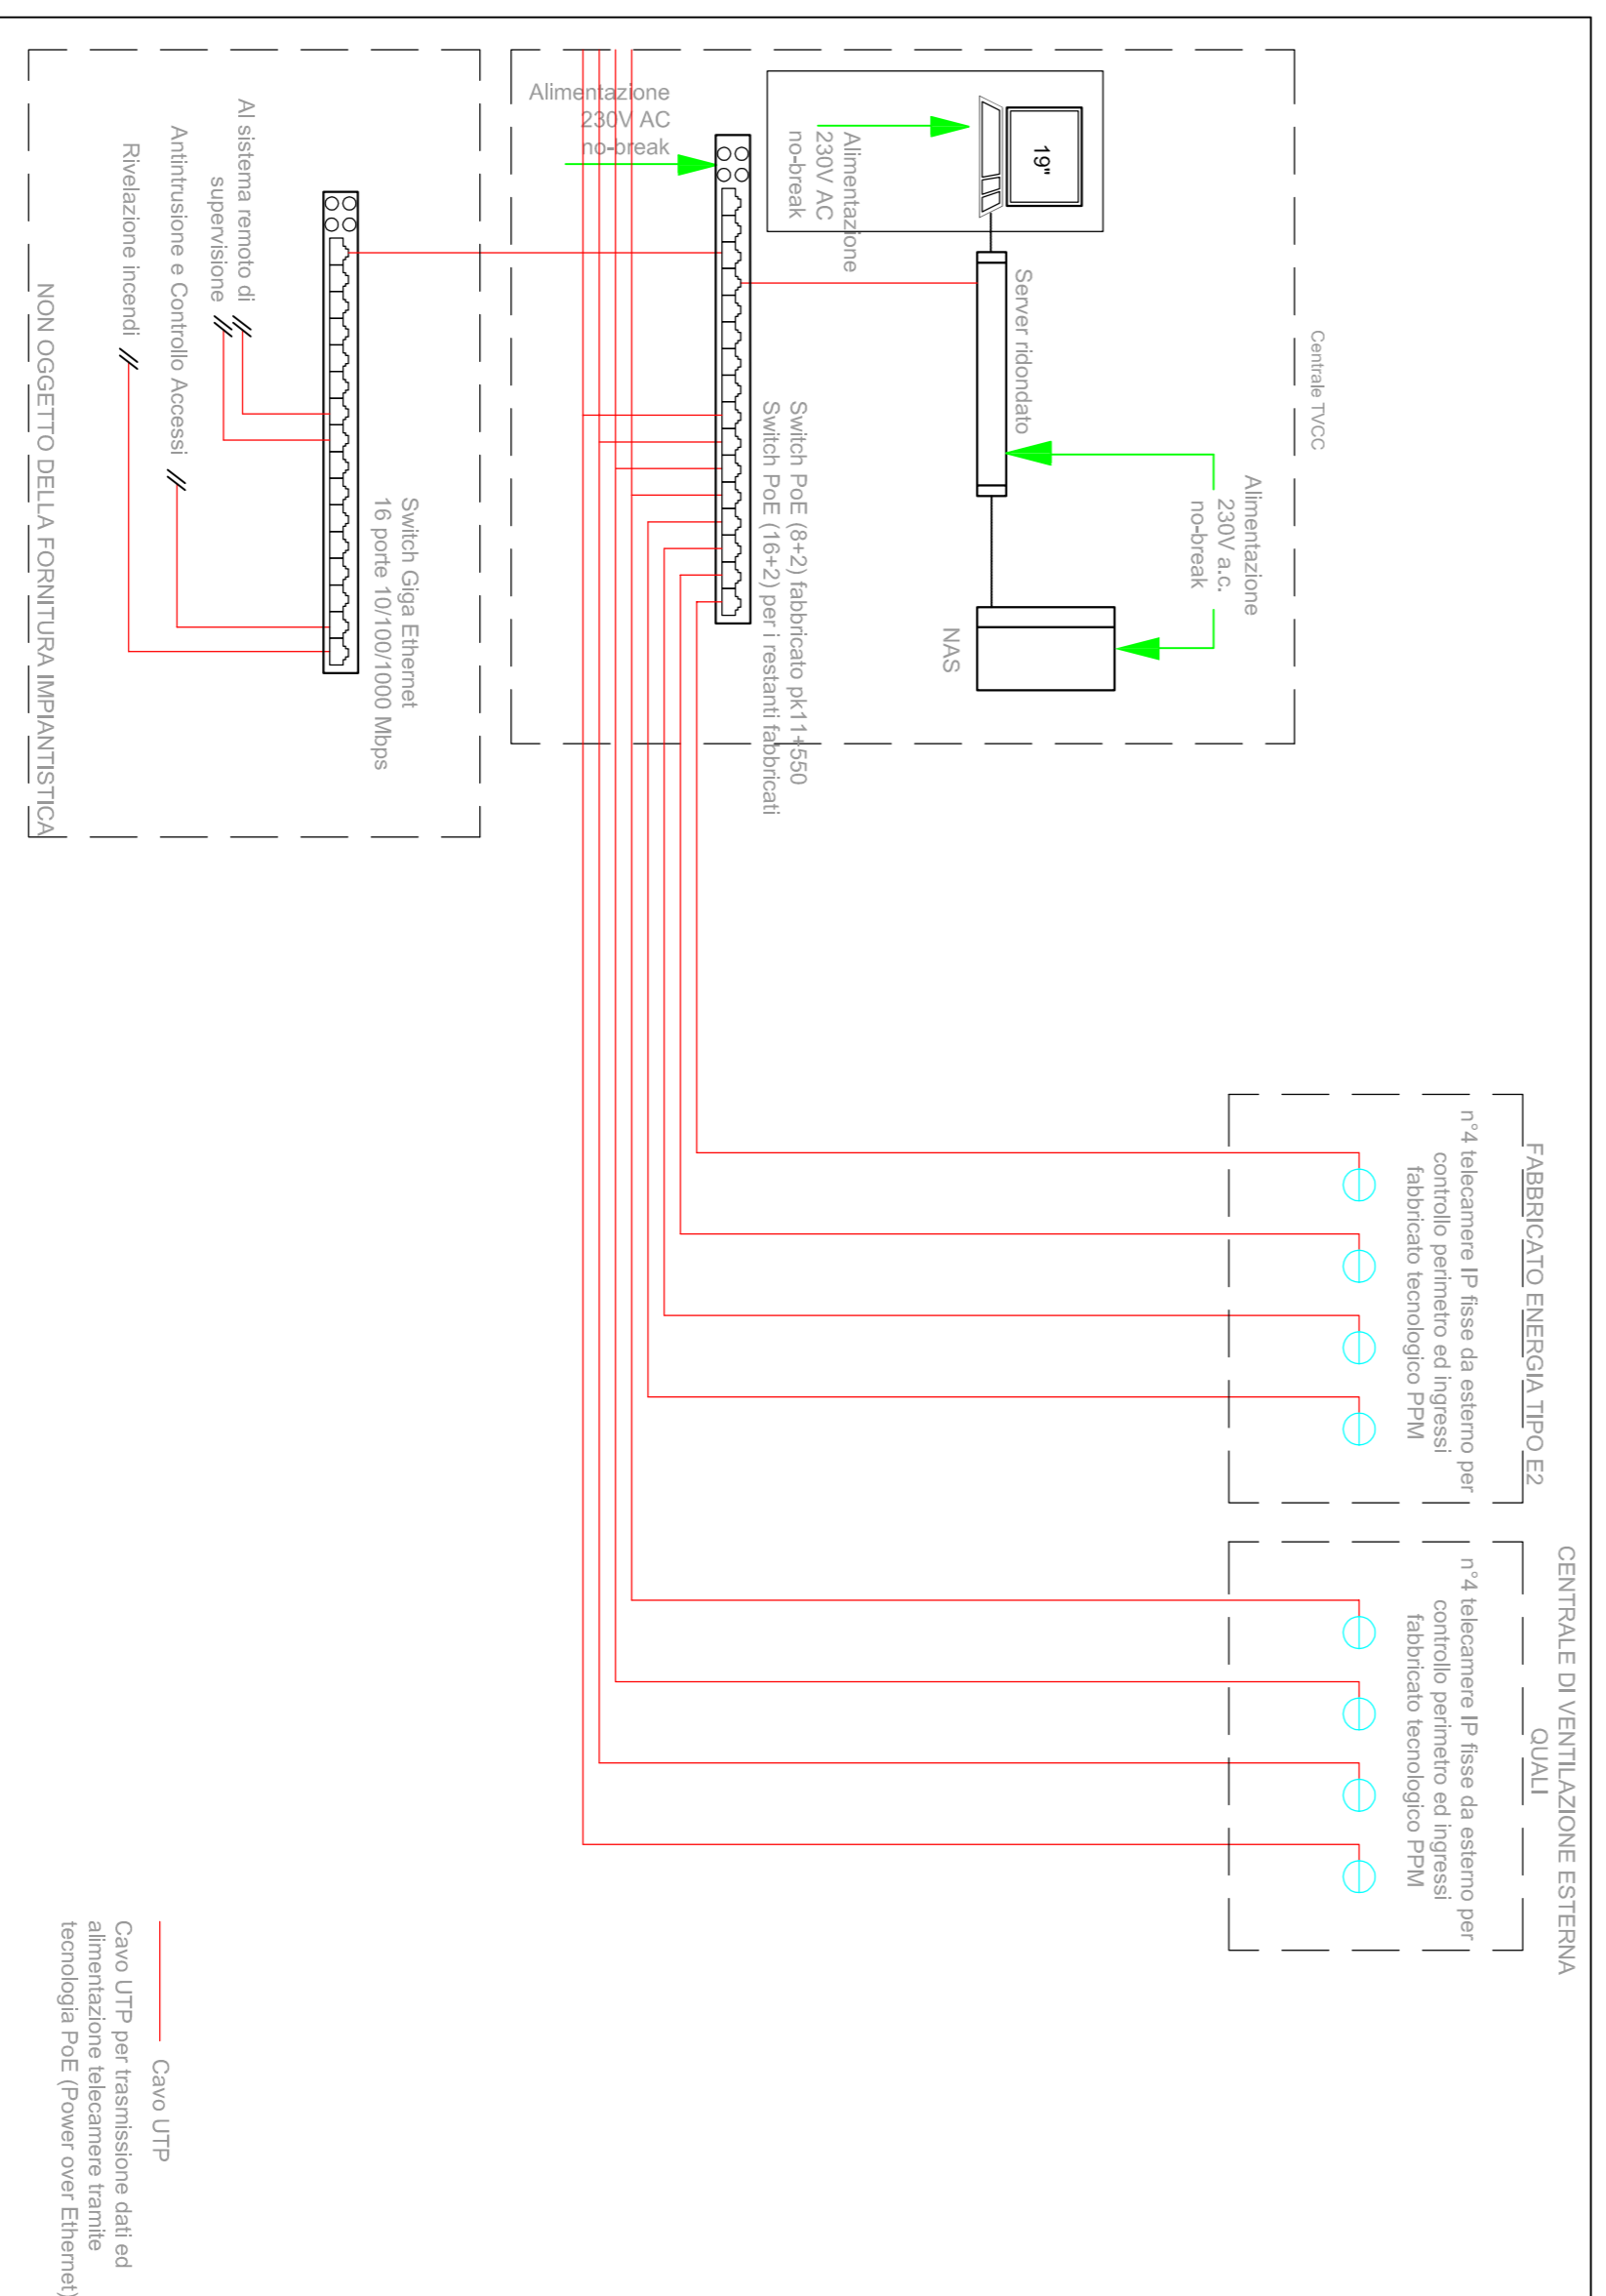 CENTRALE DI VENTILAZIONE ESTERNA
QUALI
FABBRICATO ENERGIA TIPO E2
n°4 telecamere IP fisse da esterno per
controllo perimetro ed ingressi
fabbricato tecnologico PPM
n°4 telecamere IP fisse da esterno per
controllo perimetro ed ingressi
fabbricato tecnologico PPM
Centrale TVCC
Alimentazione
230V a.c.
no-break
19"
Server ridondato
NAS
Alimentazione
230V AC
no-break
Alimentazione
230V AC
no-break
Switch PoE (8+2) fabbricato pk11+550
Switch PoE (16+2) per i restanti fabbricati
Switch Giga Ethernet
16 porte 10/100/1000 Mbps
Al sistema remoto di
supervisione
Antintrusione e Controllo Accessi
Rivelazione incendi
NON OGGETTO DELLA FORNITURA IMPIANTISTICA
Cavo UTP
Cavo UTP per trasmissione dati ed
alimentazione telecamere tramite
tecnologia PoE (Power over Ethernet)